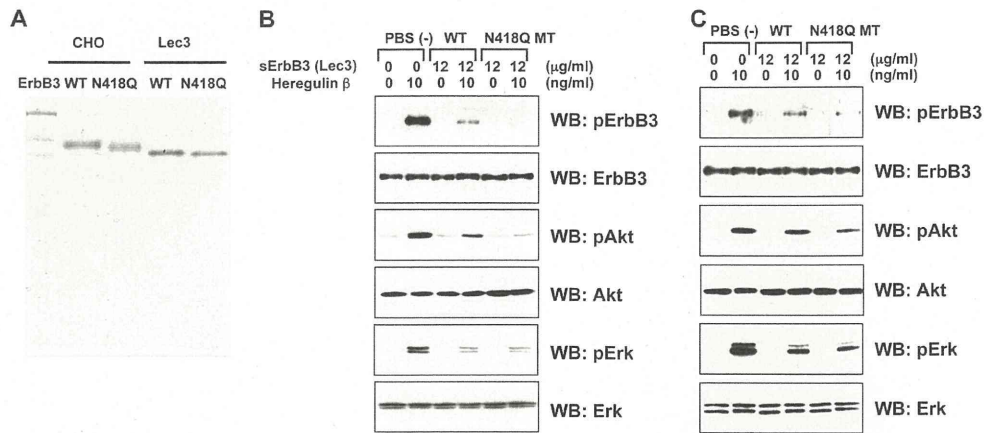 A
CHO Lec3
ErbB3 WT N418Q WT N418Q
B
PBS (-) WT N418Q MT
sErbB3 (Lec3) 0 0 12 12 12 12 (μg/ml)
Heregulin β 0 10 0 10 0 10 (ng/ml)
WB: pErbB3
WB: ErbB3
WB: pAkt
WB: Akt
WB: pErk
WB: Erk
C
PBS (-) WT N418Q MT
0 0 12 12 12 12 (μg/ml)
0 10 0 10 0 10 (ng/ml)
WB: pErbB3
WB: ErbB3
WB: pAkt
WB: Akt
WB: pErk
WB: Erk